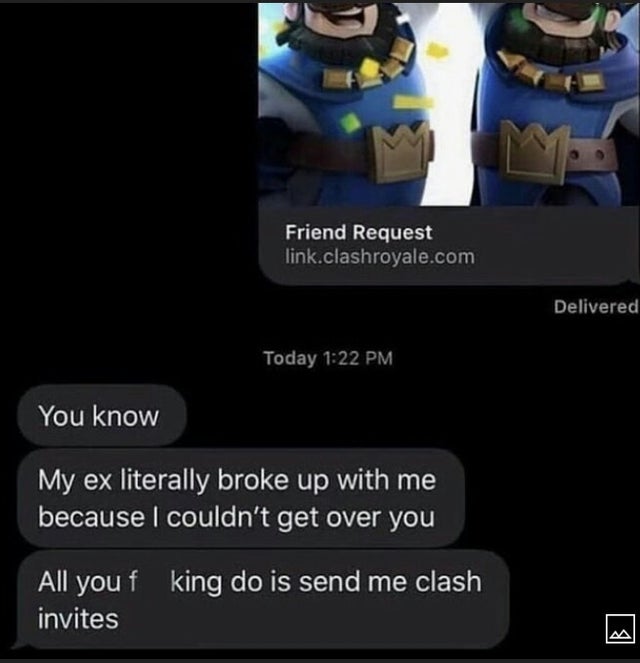 Friend Request
link.clashroyale.com
Delivered
Today 1:22 PM
You know
My ex literally broke up with me
because I couldn't get over you
All you f king do is send me clash
invites